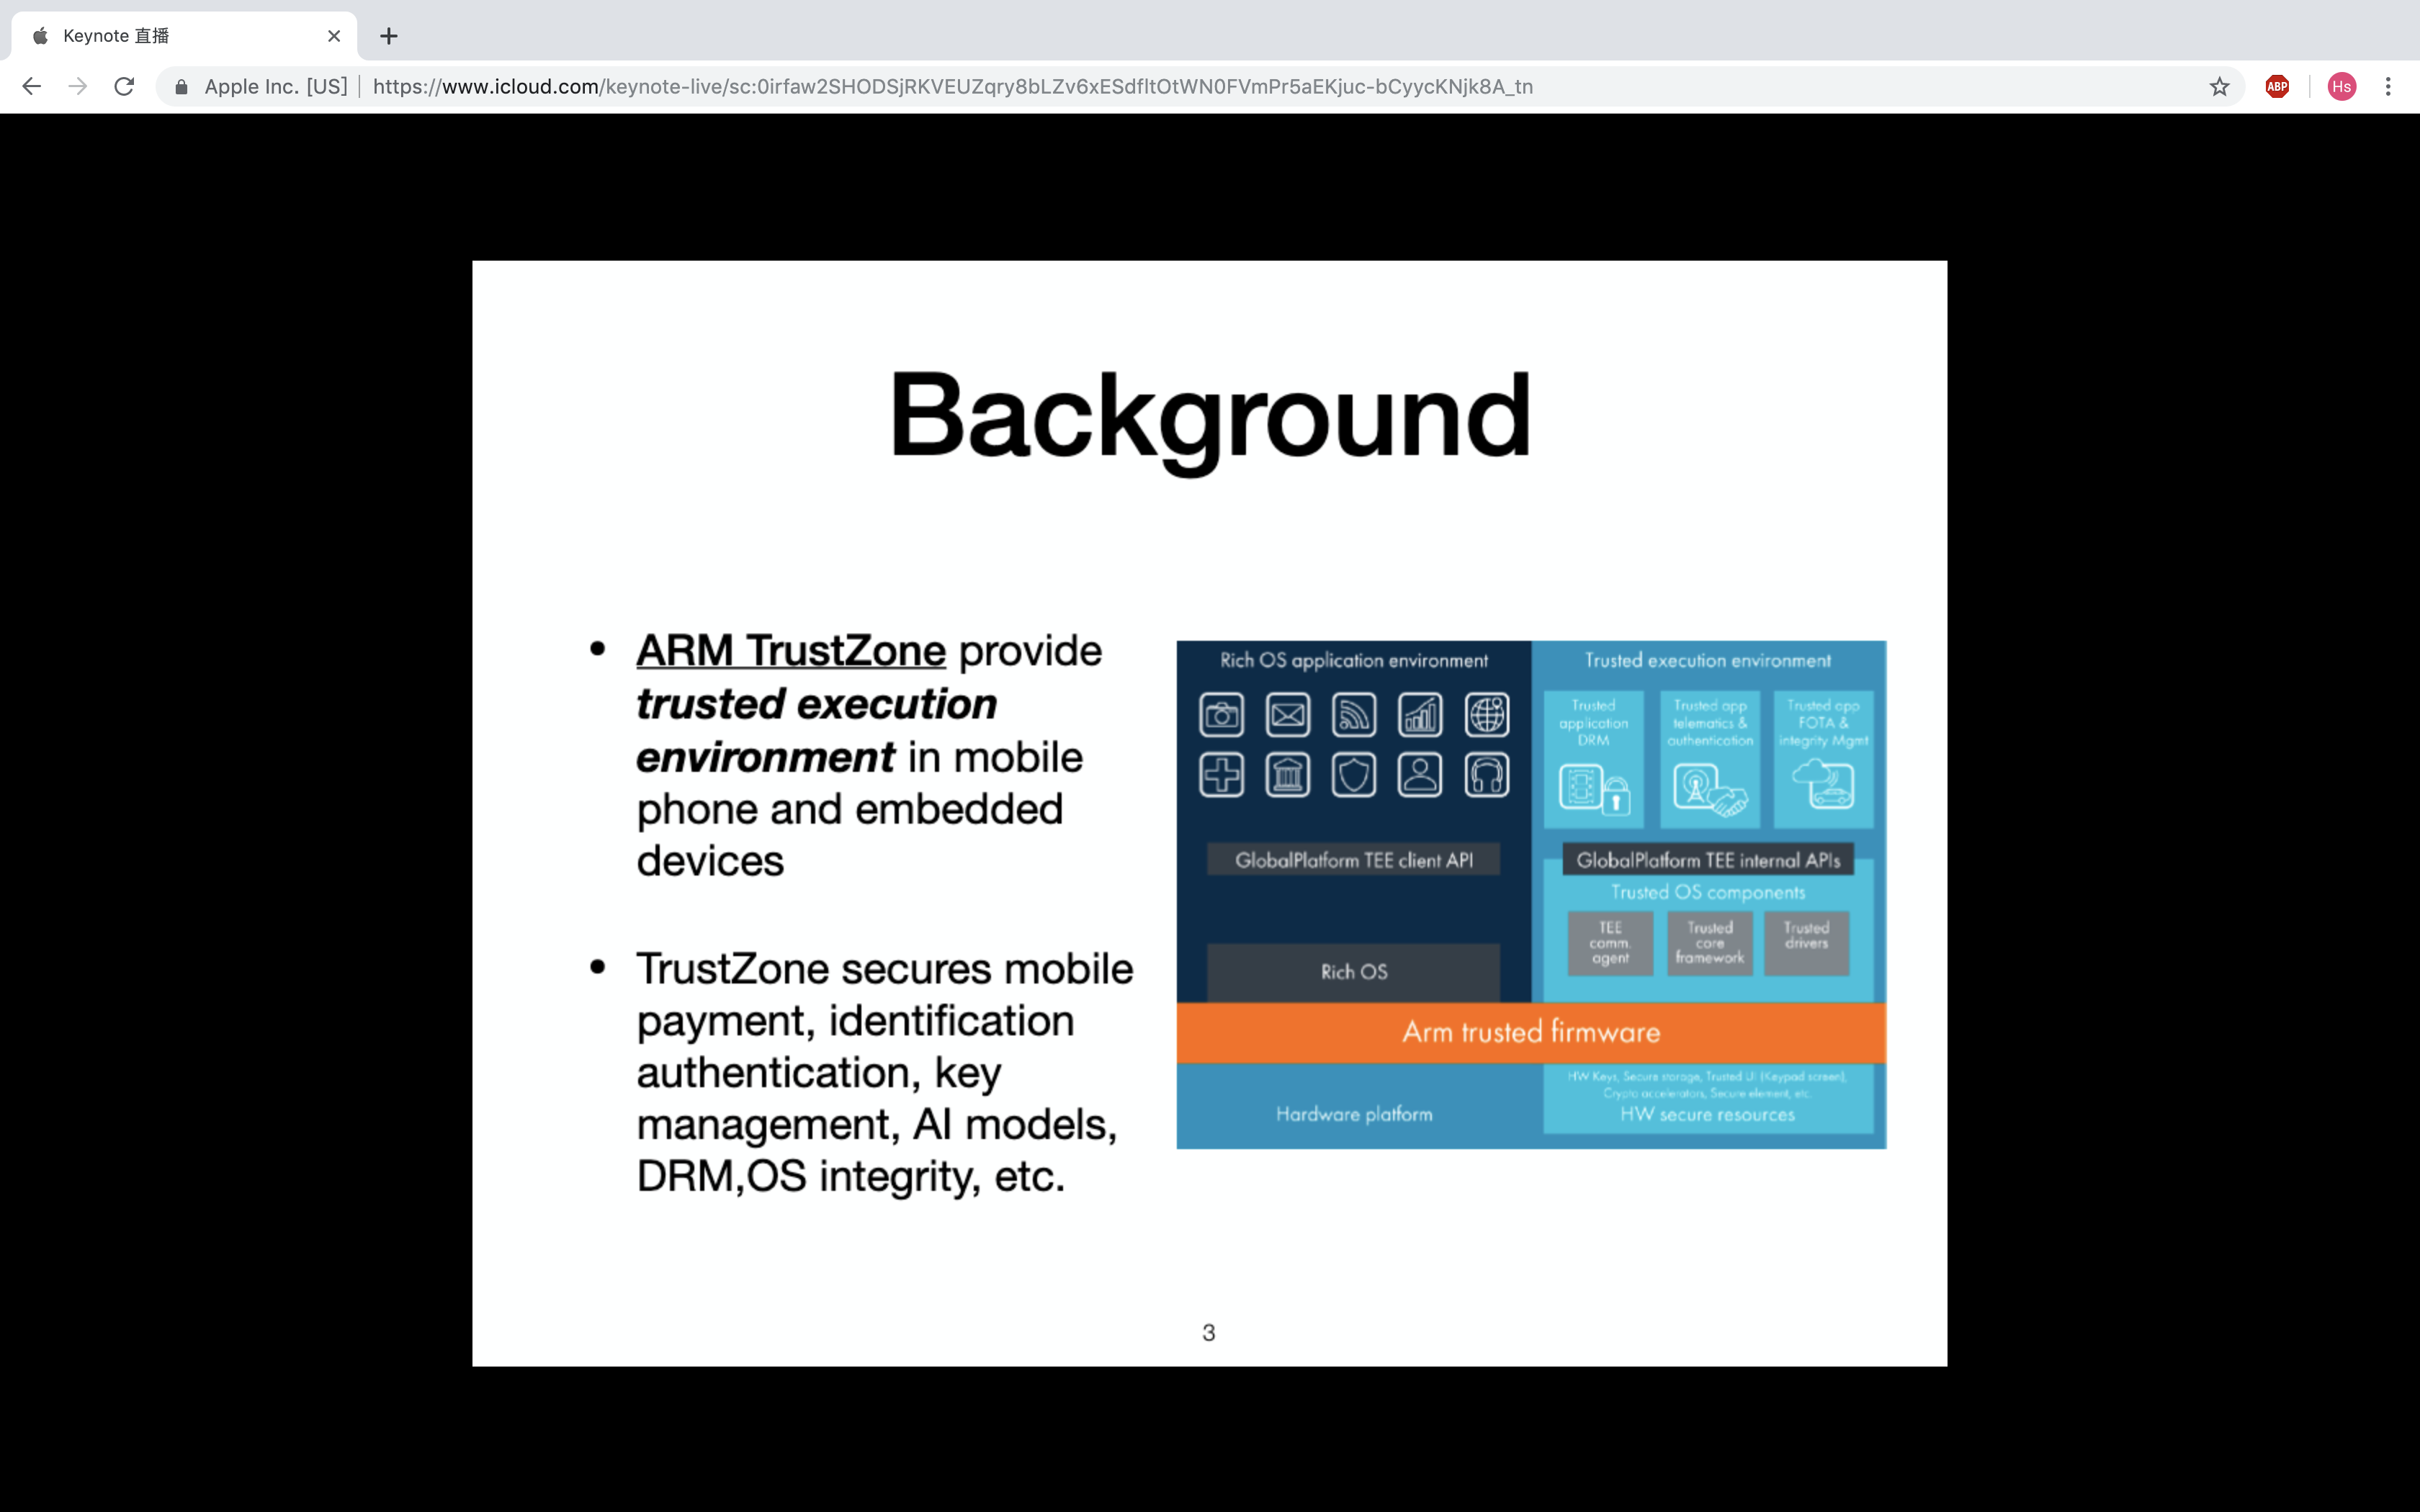 Keynote 直播
Apple Inc. [US]
https://www.icloud.com/keynote-live/sc:0irfaw2SHODSjRKVEUZqry8bLZv6xESdfItOtWN0FVmPr5aEKjuc-bCyycKNjk8A_tn
ABP
Hs
Background
• ARM TrustZone provide
trusted execution
environment in mobile
phone and embedded
devices
• TrustZone secures mobile
payment, identification
authentication, key
management, AI models,
DRM,OS integrity, etc.
Rich OS application environment
GlobalPlatform TEE client API
Rich OS
Trusted execution environment
Trusted
application
DRM
Trusted app
telematics &
authentication
Trusted app
FOTA &
integrity Mgmt
GlobalPlatform TEE internal APIs
Trusted OS components
TEE
comm.
agent
Trusted
core
framework
Trusted
drivers
Arm trusted firmware
Hardware platform
HW Keys, Secure storage, Trusted UI (Keypad screen),
Crypto accelerators, Secure element, etc.
HW secure resources
3